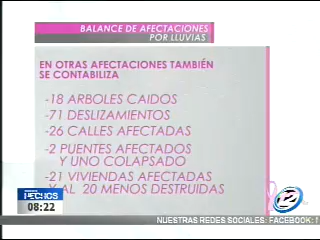 BALANCE DE AFECTACIONES
POR LLUVIAS
EN OTRAS AFECTACIONES TAMBIÉN
SE CONTABILIZA
-18 ARBOLES CAIDOS
-71 DESLIZAMIENTOS
-26 CALLES AFECTADAS
-2 PUENTES AFECTADOS
Y UNO COLAPSADO
-21 VIVIENDAS AFECTADAS
Y AL 20 MENOS DESTRUIDAS
HECHOS
08:22
12
NUESTRAS REDES SOCIALES: FACEBOOK: